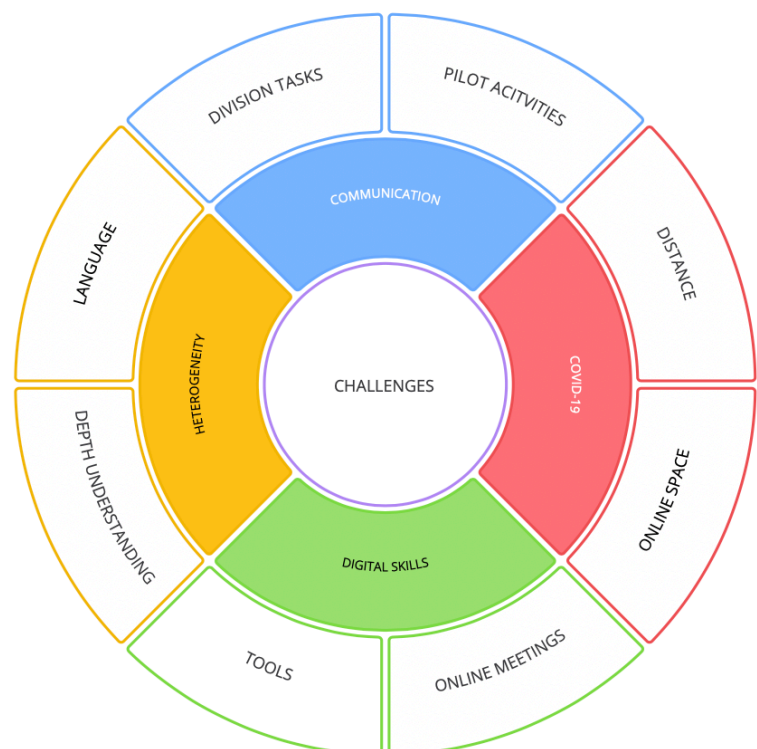 DIVISION TASKS
PILOT ACITVITIES
COMMUNICATION
LANGUAGE
DISTANCE
HETEROGENEITY
CHALLENGES
COVID-19
DEPTH UNDERSTANDING
ONLINE SPACE
DIGITAL SKILLS
TOOLS
ONLINE MEETINGS